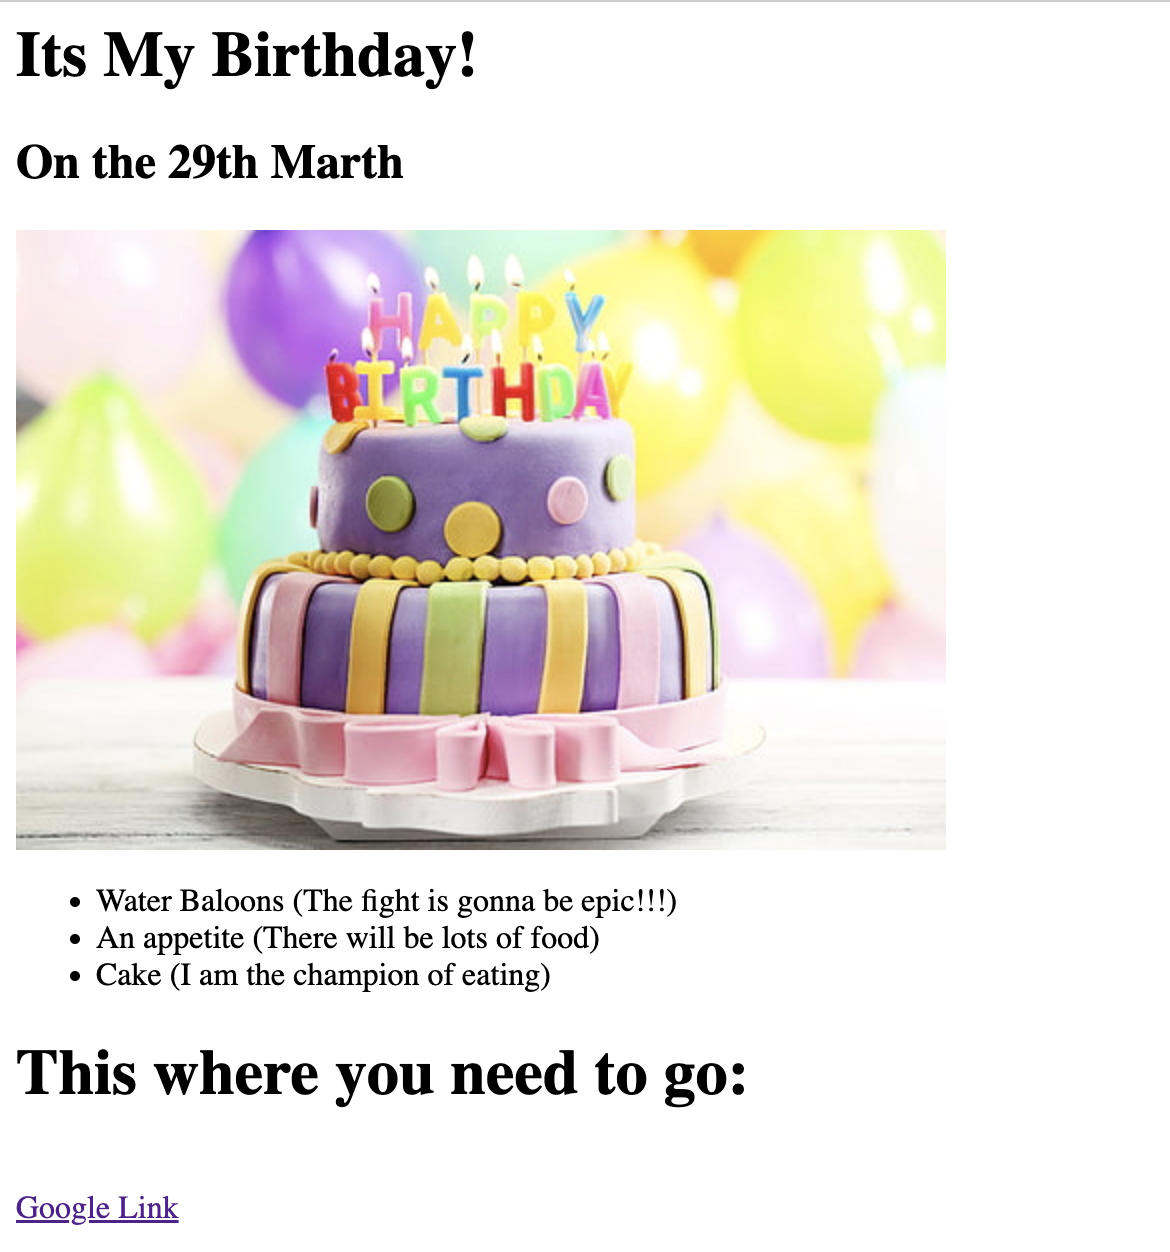 Its My Birthday!
On the 29th Marth
HAPPY
BIRTHDAY
Water Baloons (The fight is gonna be epic!!!)
An appetite (There will be lots of food)
Cake (I am the champion of eating)
This where you need to go:
Google Link